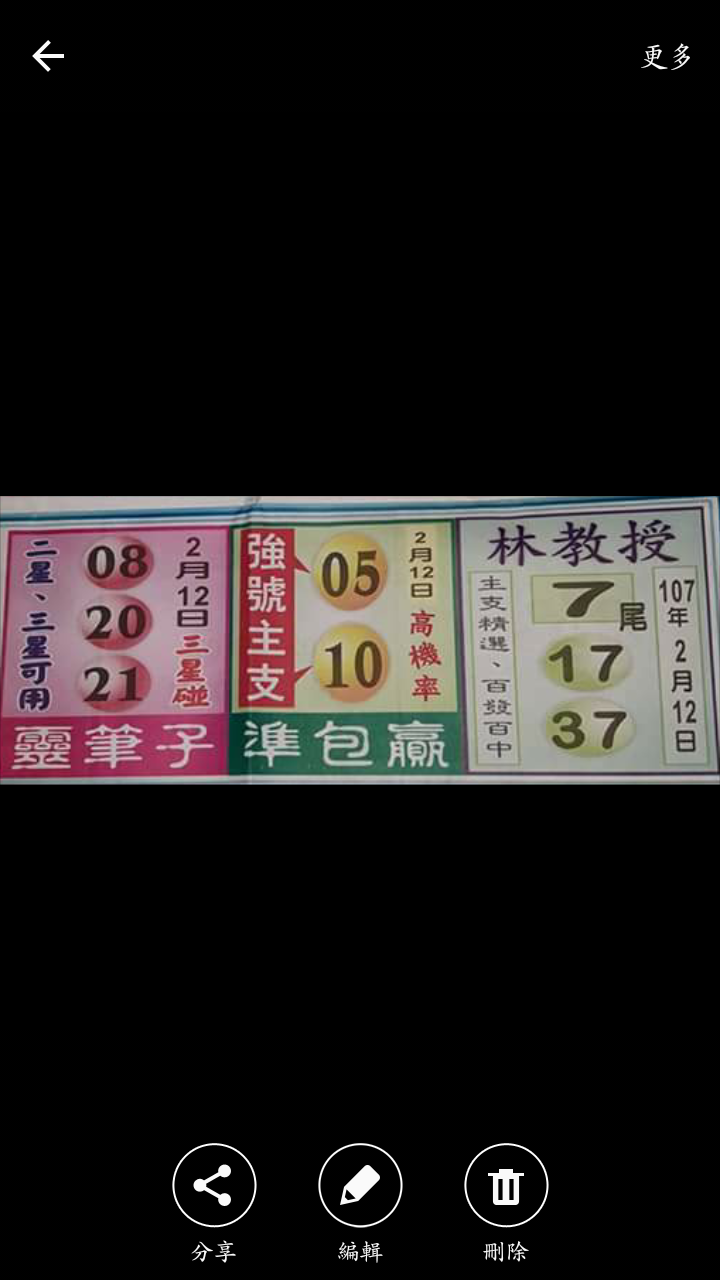 更多
二星、三星可用
08
20
21
2月12日
三星碰
靈筆子
強號主支
05
10
2月12日
高機率
準包贏
林教授
主支精選、百發百中
7尾
17
37
107年2月12日
分享
編輯
刪除